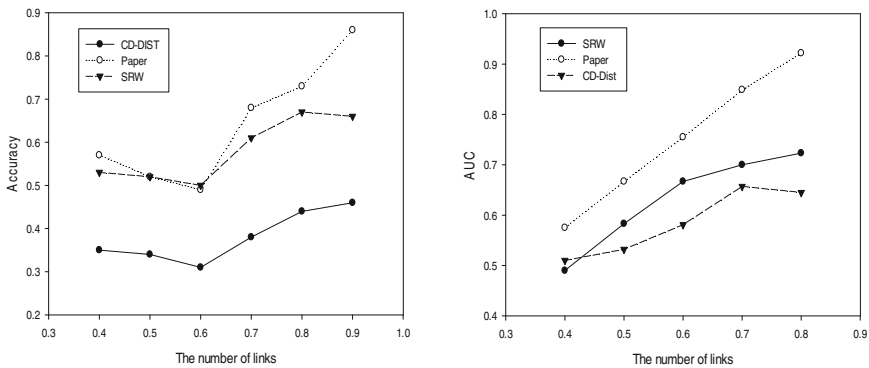 0.9
0.8
0.7
0.6
0.5
0.4
0.3
0.2
Accuracy
CD-DIST
Paper
SRW
0.3 0.4 0.5 0.6 0.7 0.8 0.9 1.0
The number of links
1.0
0.9
0.8
0.7
0.6
0.5
0.4
AUC
SRW
Paper
CD-Dist
0.3 0.4 0.5 0.6 0.7 0.8 0.9
The number of links